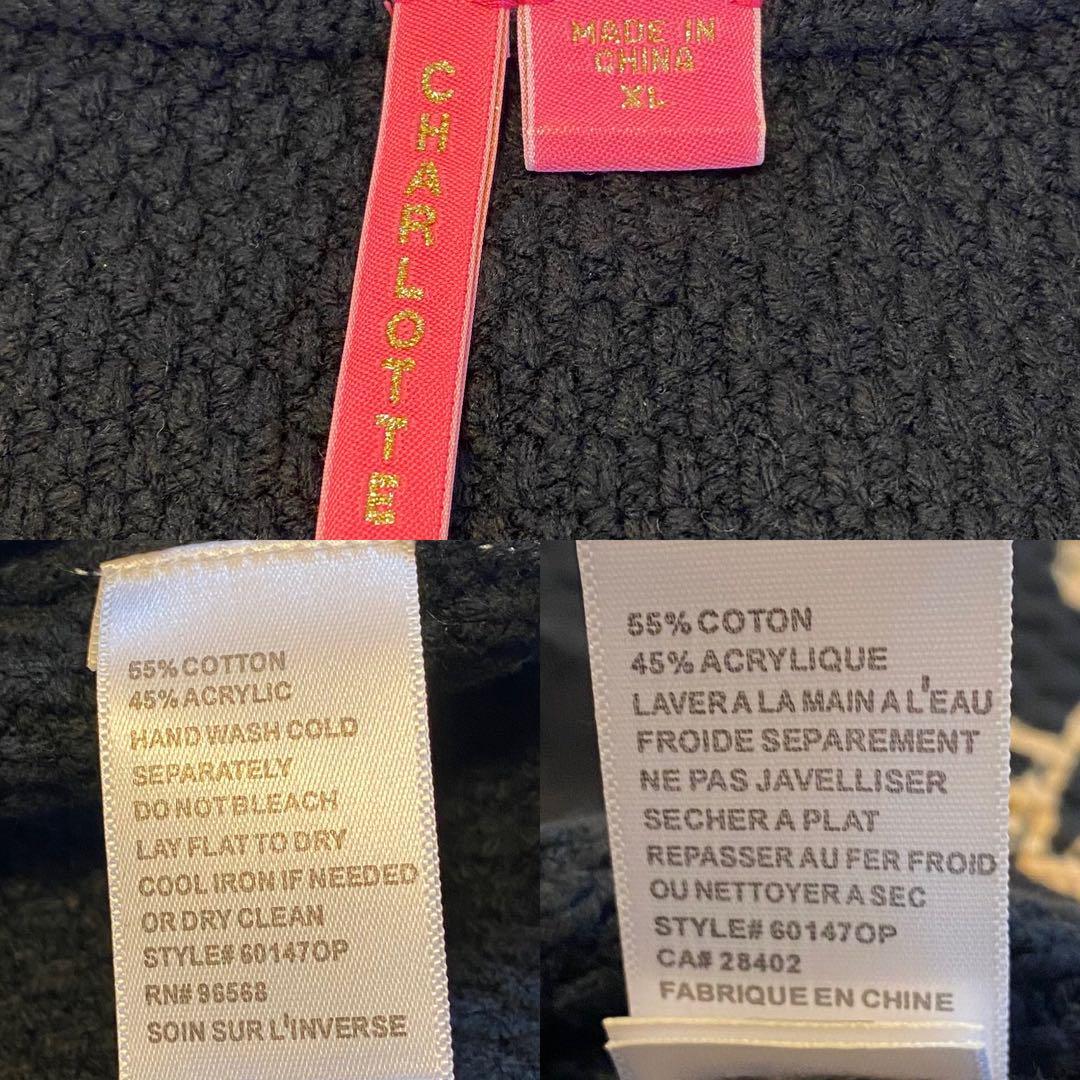 CHARLOTTE
MADE IN
CHINA
XL
55% COTTON
45% ACRYLIC
HAND WASH COLD
SEPARATELY
DO NOT BLEACH
LAY FLAT TO DRY
COOL IRON IF NEEDED
OR DRY CLEAN
STYLE# 60147OP
RN# 96568
SOIN SUR L'INVERSE
55% COTON
45% ACRYLIQUE
LAVER A LA MAIN A L'EAU
FROIDE SEPAREMENT
NE PAS JAVELLISER
SECHER A PLAT
REPASSER AU FER FROID
OU NETTOYER A SEC
STYLE# 60147OP
CA# 28402
FABRIQUE EN CHINE